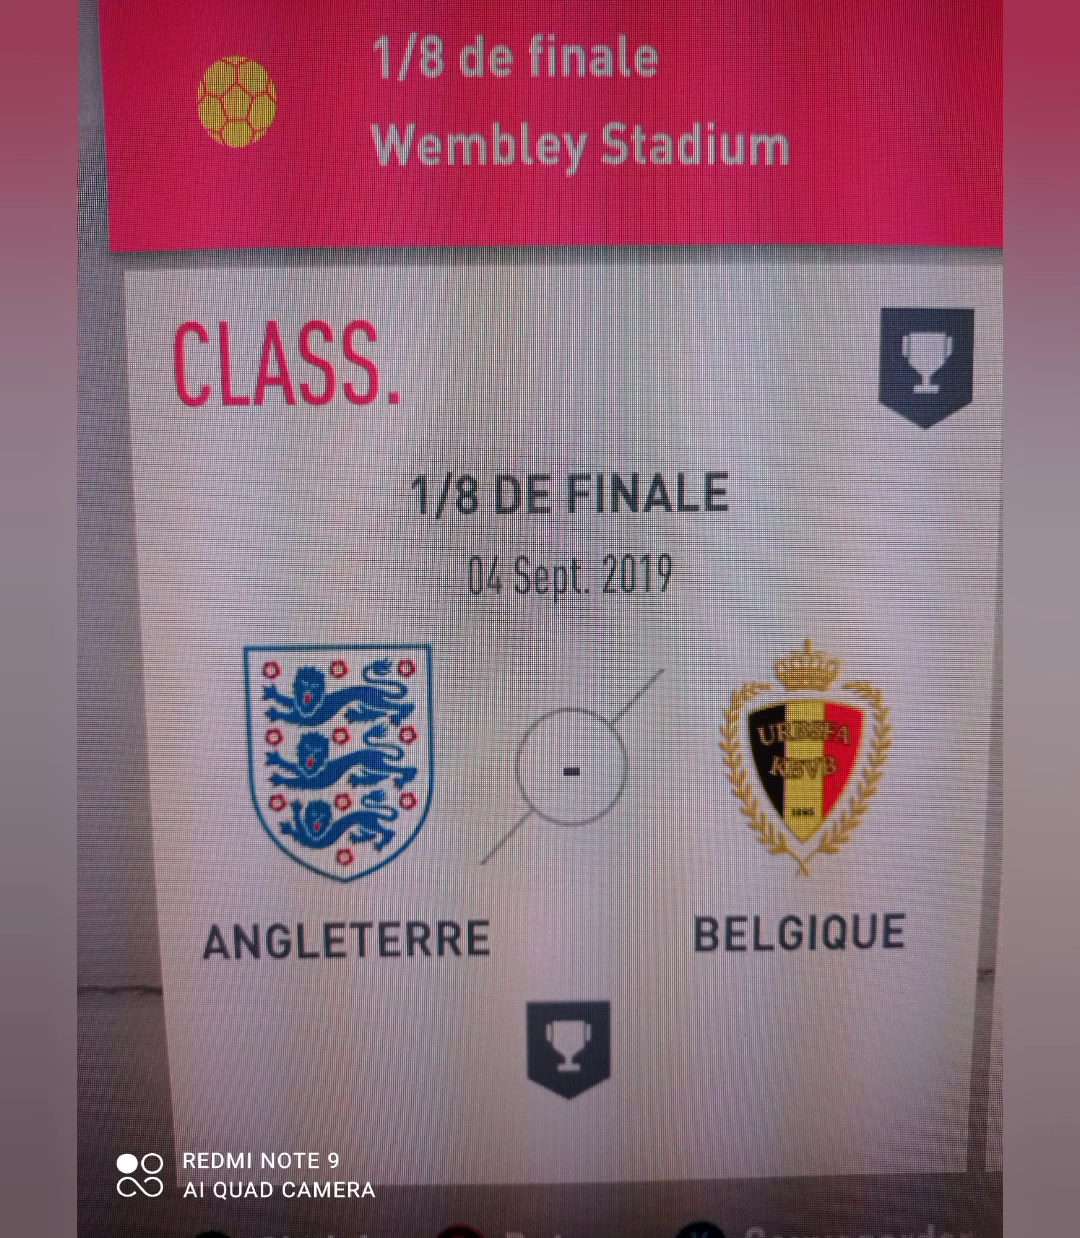 1/8 de finale
Wembley Stadium
CLASS.
1/8 DE FINALE
04 Sept. 2019
-
URBSFA
KBVB
1895
ANGLETERRE
BELGIQUE
REDMI NOTE 9
AI QUAD CAMERA